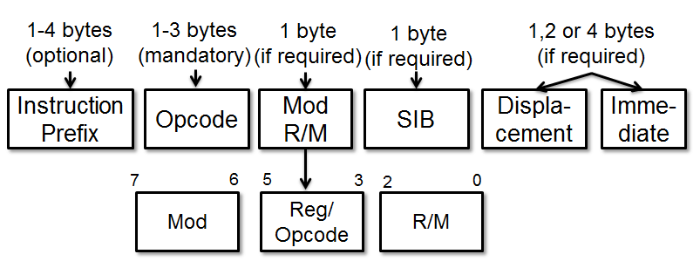 1-4 bytes
(optional)
1-3 bytes
(mandatory)
1 byte
(if required)
1 byte
(if required)
1,2 or 4 bytes
(if required)
Instruction
Prefix
Opcode
Mod
R/M
SIB
Displa-
cement
Imme-
diate
7 6 5 3 2 0
Mod
Reg/
Opcode
R/M